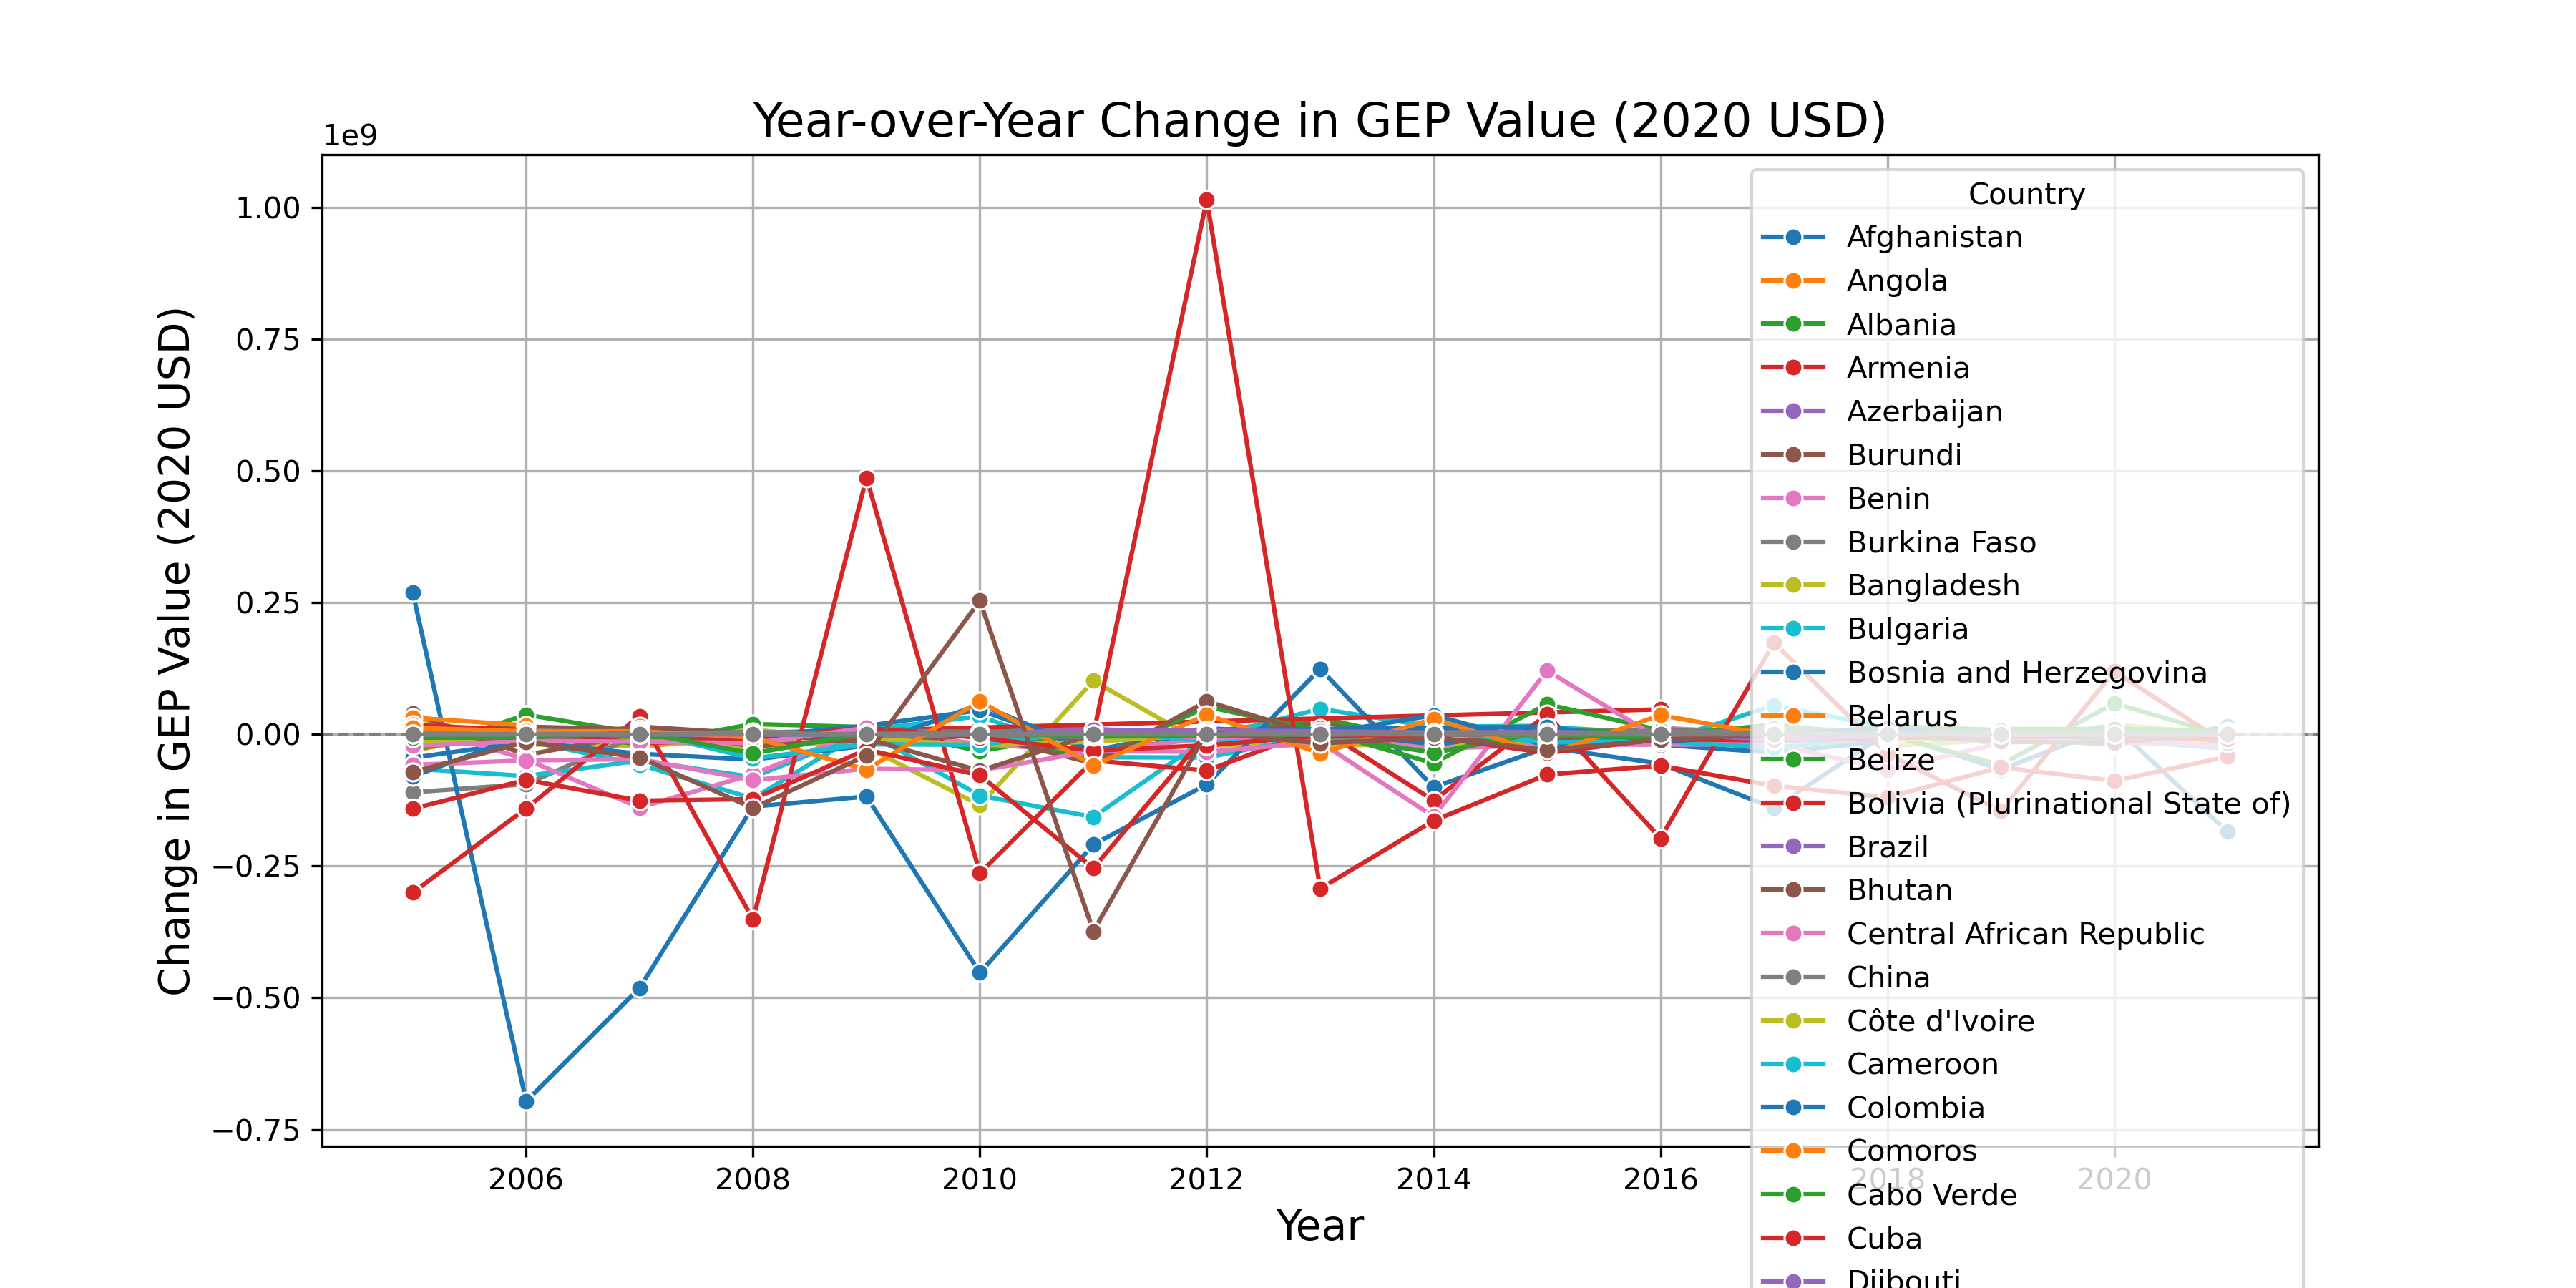 Year-over-Year Change in GEP Value (2020 USD)
1e9
Change in GEP Value (2020 USD)
1.00
0.75
0.50
0.25
0.00
−0.25
−0.50
−0.75
2006
2008
2010
2012
2014
2016
2018
2020
Year
Country
Afghanistan
Angola
Albania
Armenia
Azerbaijan
Burundi
Benin
Burkina Faso
Bangladesh
Bulgaria
Bosnia and Herzegovina
Belarus
Belize
Bolivia (Plurinational State of)
Brazil
Bhutan
Central African Republic
China
Côte d'Ivoire
Cameroon
Colombia
Comoros
Cabo Verde
Cuba
Djibouti